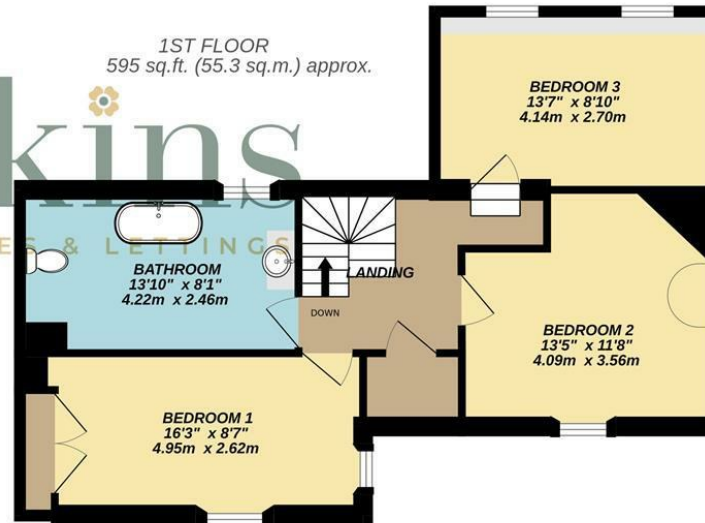 1ST FLOOR
595 sq.ft. (55.3 sq.m.) approx.
kins
ES & LETTINGS
BEDROOM 3
13'7" x 8'10"
4.14m x 2.70m
BATHROOM
13'10" x 8'1"
4.22m x 2.46m
LANDING
DOWN
BEDROOM 2
13'5" x 11'8"
4.09m x 3.56m
BEDROOM 1
16'3" x 8'7"
4.95m x 2.62m